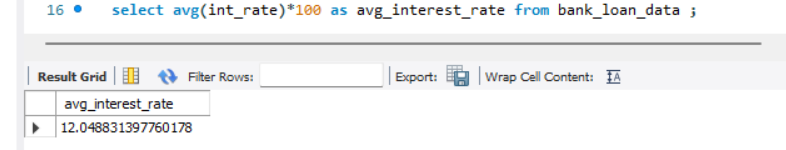 16 select avg(int_rate)*100 as avg_interest_rate from bank_loan_data ;
Result Grid Filter Rows: Export: Wrap Cell Content: IA
avg_interest_rate
12.048831397760178